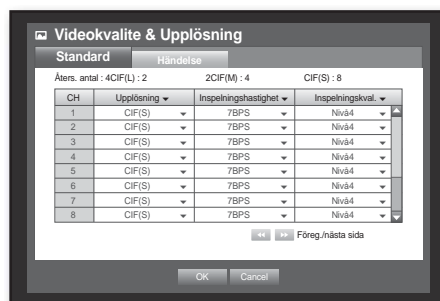 Videokvalite & Upplösning
Standard Händelse
Åters. antal : 4CIF(L) : 2 2CIF(M) : 4 CIF(S) : 8
CH Upplösning Inspelningshastighet Inspelningskval.
1 CIF(S) 7BPS Nivå4
2 CIF(S) 7BPS Nivå4
3 CIF(S) 7BPS Nivå4
4 CIF(S) 7BPS Nivå4
5 CIF(S) 7BPS Nivå4
6 CIF(S) 7BPS Nivå4
7 CIF(S) 7BPS Nivå4
8 CIF(S) 7BPS Nivå4
Föreg./nästa sida
OK Cancel